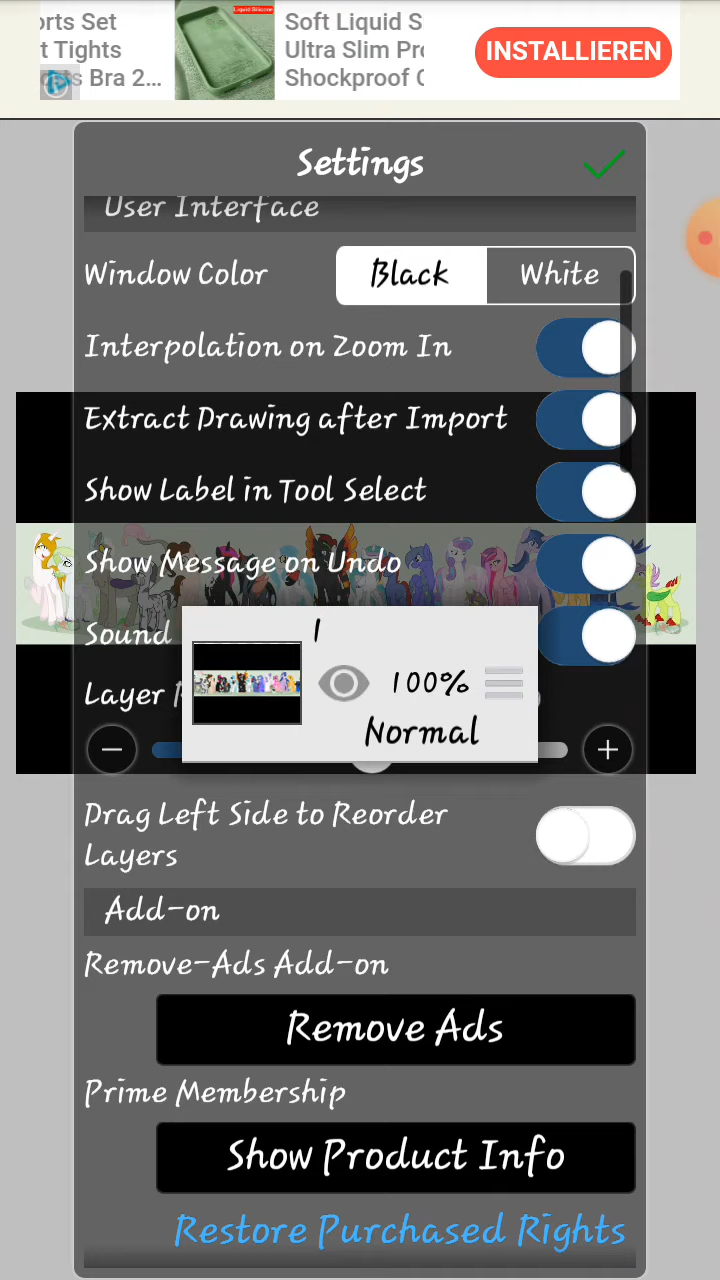 orts Set
t Tights
Bra 2...
Liquid Silicone
Soft Liquid S
Ultra Slim Pr
Shockproof
INSTALLIEREN
Settings
User Interface
Window Color
Black
White
Interpolation on Zoom In
Extract Drawing after Import
Show Label in Tool Select
Show Message on Undo
Sound
1
Layer
100%
Normal
Drag Left Side to Reorder
Layers
Add-on
Remove-Ads Add-on
Remove Ads
Prime Membership
Show Product Info
Restore Purchased Rights